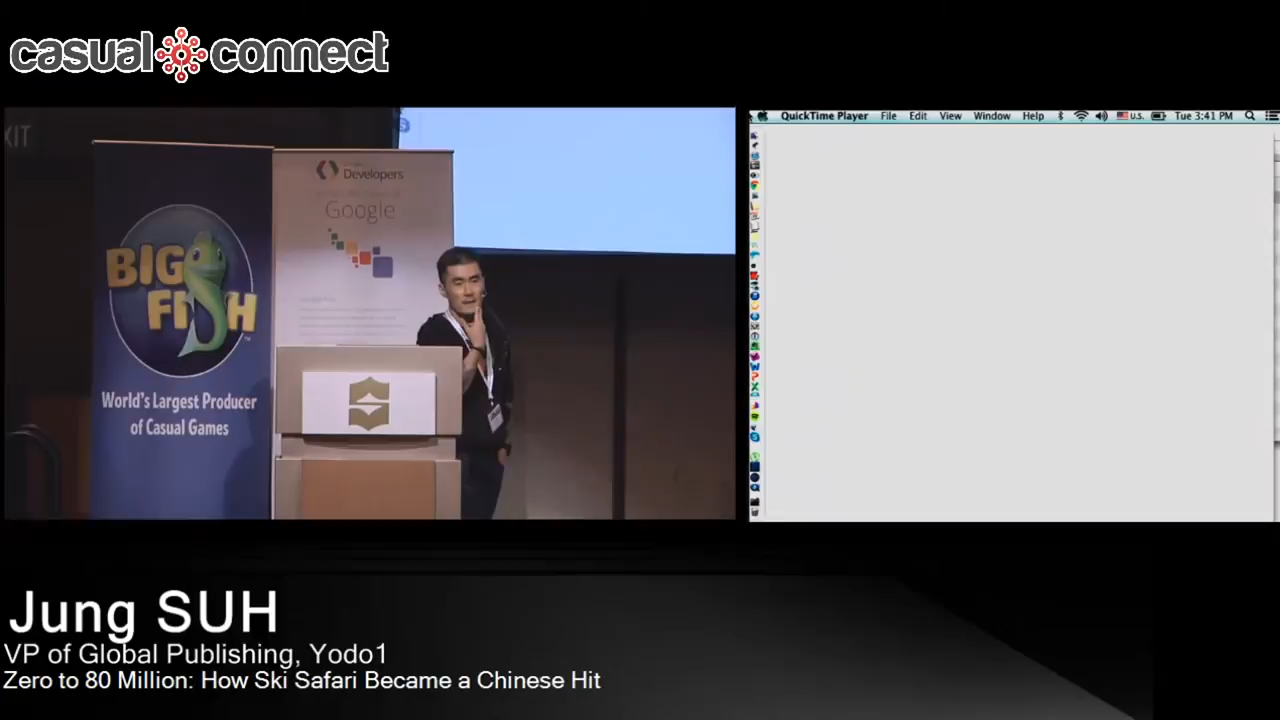 casual connect
XIT
Developers
Google
BIG
FISH
World's Largest Producer
of Casual Games
QuickTime Player File Edit View Window Help U.S. Tue 3:41 PM
Jung SUH
VP of Global Publishing, Yodo1
Zero to 80 Million: How Ski Safari Became a Chinese Hit